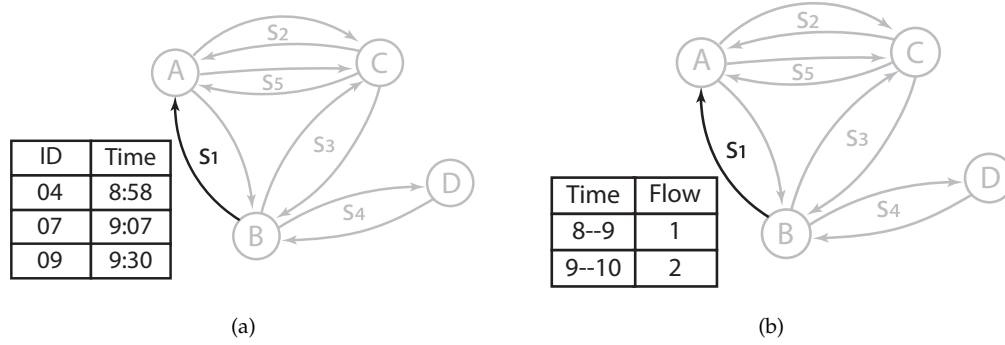 S2
A
C
S5
S1
S3
ID Time
04 8:58
07 9:07
09 9:30
D
S4
B
(a)
S2
A
C
S5
S1
S3
Time Flow
8--9 1
9--10 2
D
S4
B
(b)